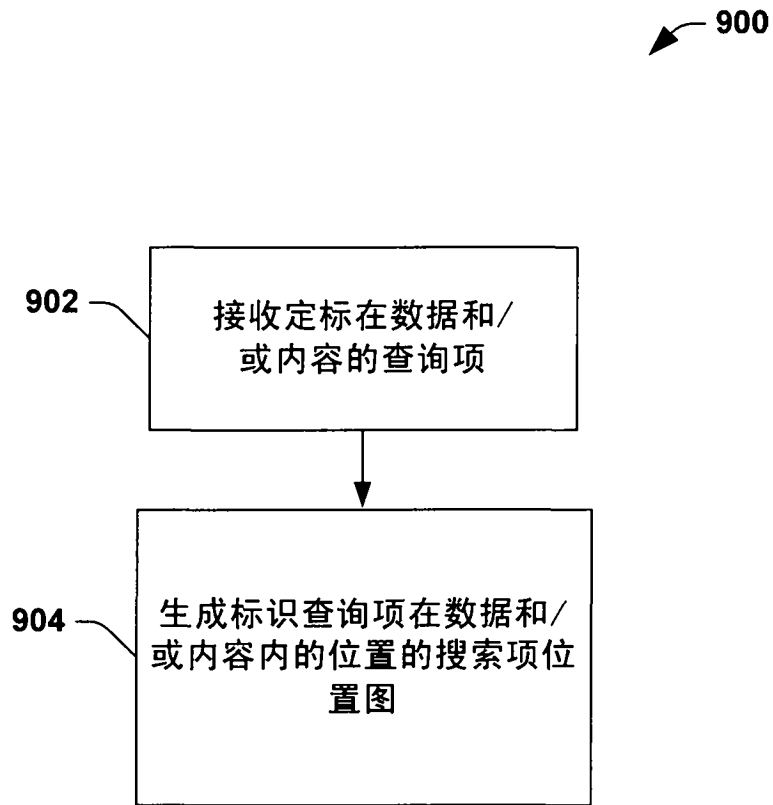 900
902
接收定标在数据和/
或内容的查询项
904
生成标识查询项在数据和/
或内容内的位置的搜索项位
置图